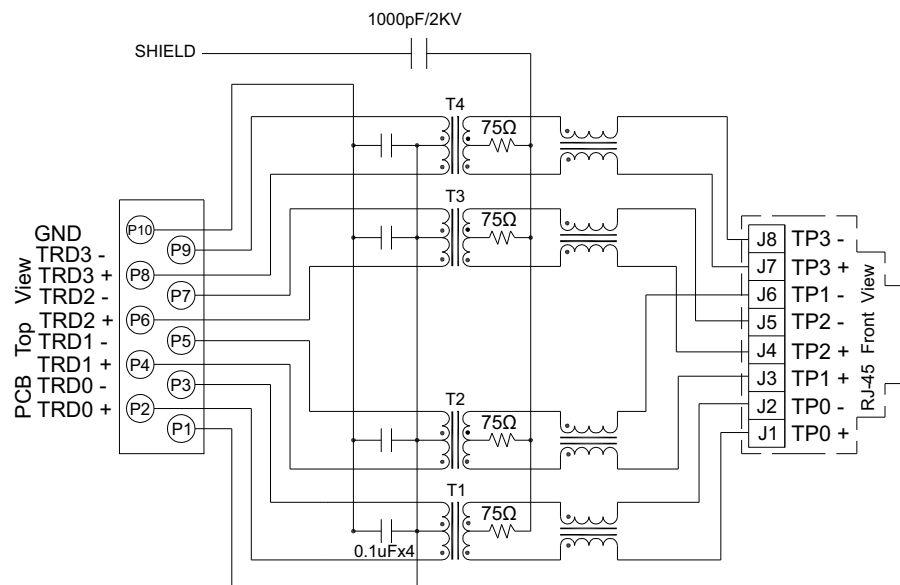 1000pF/2KV
SHIELD
T4
75Ω
T3
75Ω
T2
75Ω
T1
75Ω
0.1uFx4
PCB Top View
GND
TRD3 -
TRD3 +
TRD2 -
TRD2 +
TRD1 -
TRD1 +
TRD0 -
TRD0 +
P10
P9
P8
P7
P6
P5
P4
P3
P2
P1
J8 TP3 -
J7 TP3 +
J6 TP1 -
J5 TP2 -
J4 TP2 +
J3 TP1 +
J2 TP0 -
J1 TP0 +
RJ-45 Front View